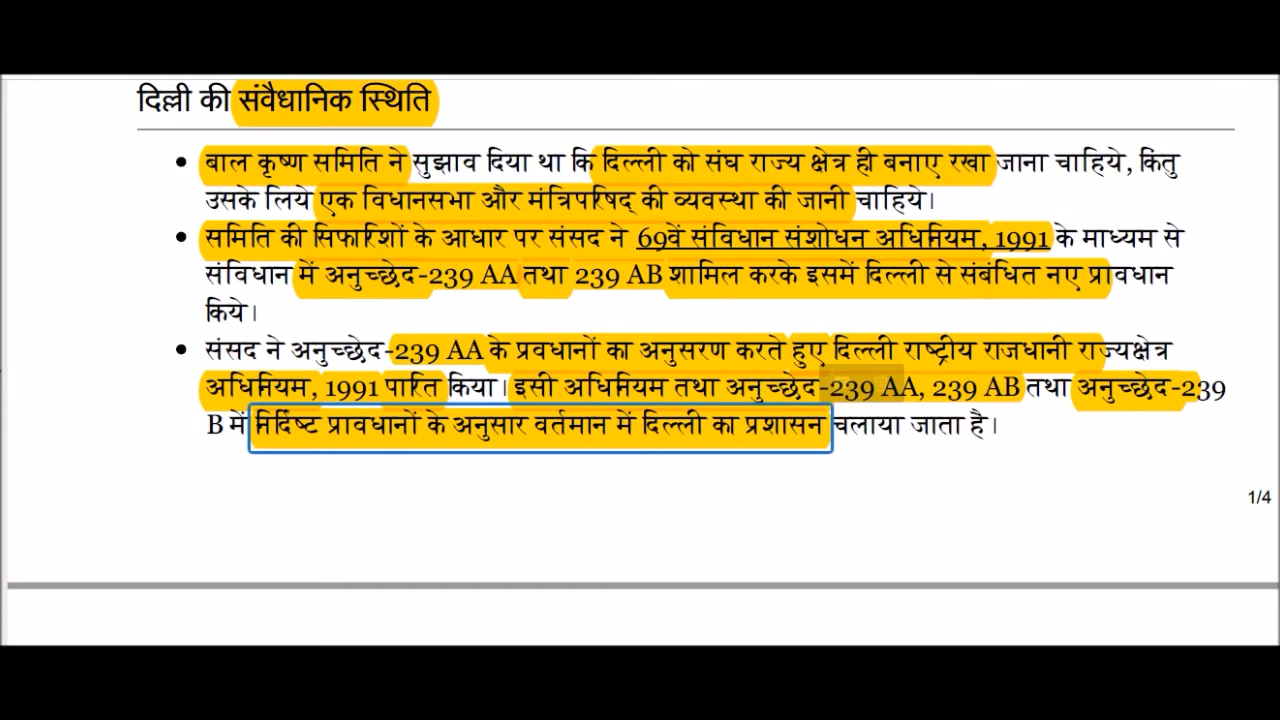 दिल्ली की संवैधानिक स्थिति
• बाल कृष्ण समिति ने सुझाव दिया था कि दिल्ली को संघ राज्य क्षेत्र ही बनाए रखा जाना चाहिये, किंतु
उसके लिये एक विधानसभा और मंत्रिपरिषद् की व्यवस्था की जानी चाहिये।
• समिति की सिफारिशों के आधार पर संसद ने 69वें संविधान संशोधन अधिनियम, 1991 के माध्यम से
संविधान में अनुच्छेद-239 AA तथा 239 AB शामिल करके इसमें दिल्ली से संबंधित नए प्रावधान
किये।
• संसद ने अनुच्छेद-239 AA के प्रवधानों का अनुसरण करते हुए दिल्ली राष्ट्रीय राजधानी राज्यक्षेत्र
अधिनियम, 1991 पारित किया। इसी अधिनियम तथा अनुच्छेद-239 AA, 239 AB तथा अनुच्छेद-239
B में निर्दिष्ट प्रावधानों के अनुसार वर्तमान में दिल्ली का प्रशासन चलाया जाता है।
1/4